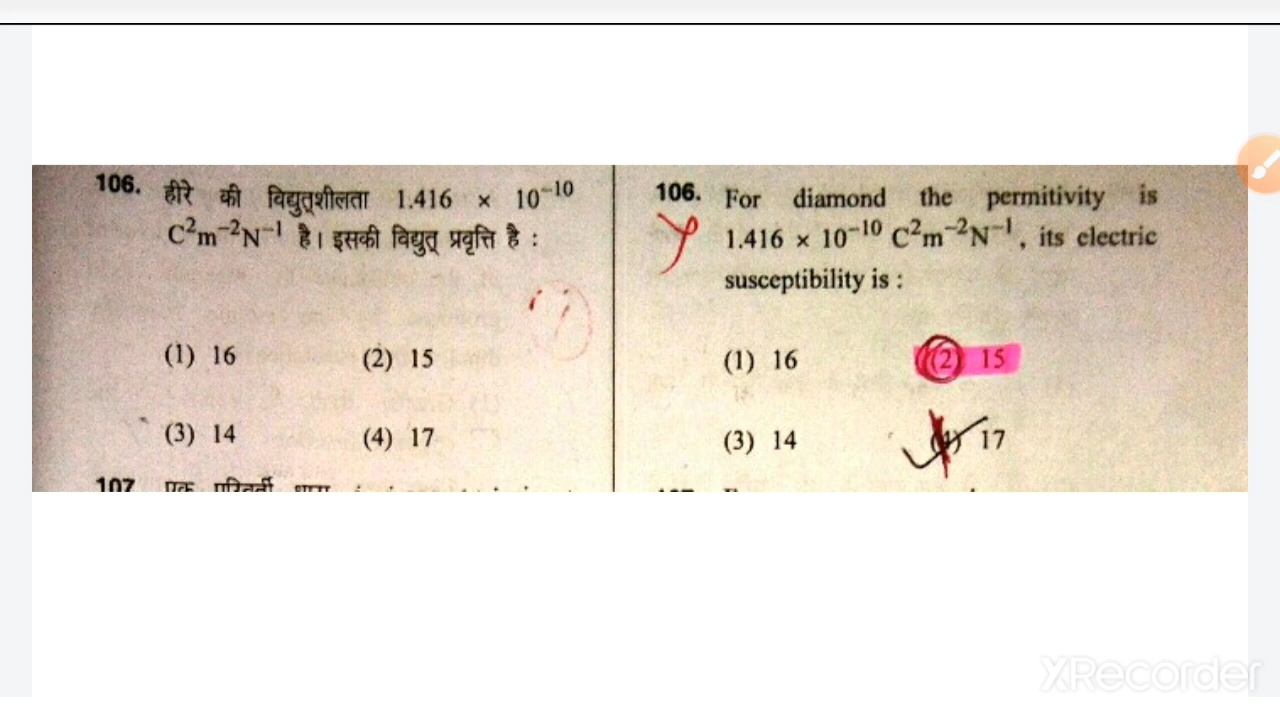 106. हीरे की विद्युत्शीलता 1.416 × 10⁻¹⁰
C²m⁻²N⁻¹ है। इसकी विद्युत् प्रवृत्ति है :
(1) 16 (2) 15
(3) 14 (4) 17
107 एक
106. For diamond the permitivity is
1.416 × 10⁻¹⁰ C²m⁻²N⁻¹, its electric
susceptibility is :
(1) 16 (2) 15
(3) 14 (4) 17
XRecorder